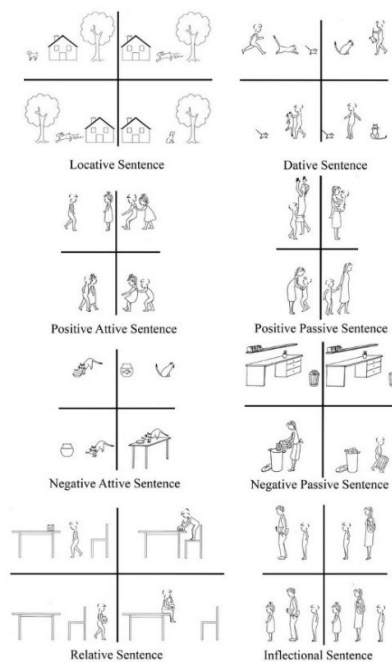 Locative Sentence
Dative Sentence
Positive Attive Sentence
Positive Passive Sentence
Negative Attive Sentence
Negative Passive Sentence
Relative Sentence
Inflectional Sentence